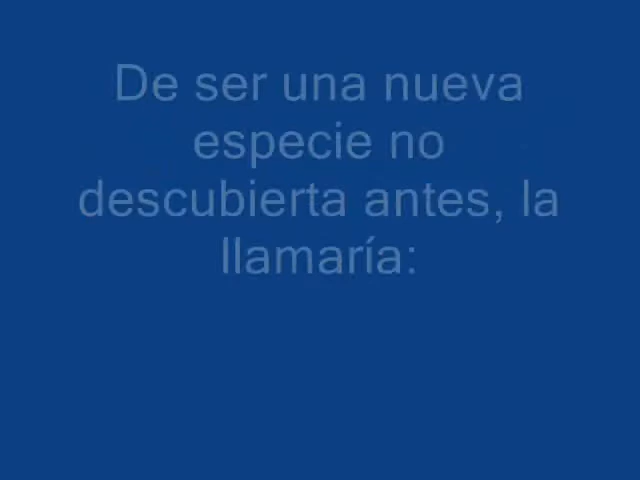 De ser una nueva
especie no
descubierta antes, la
llamaría: